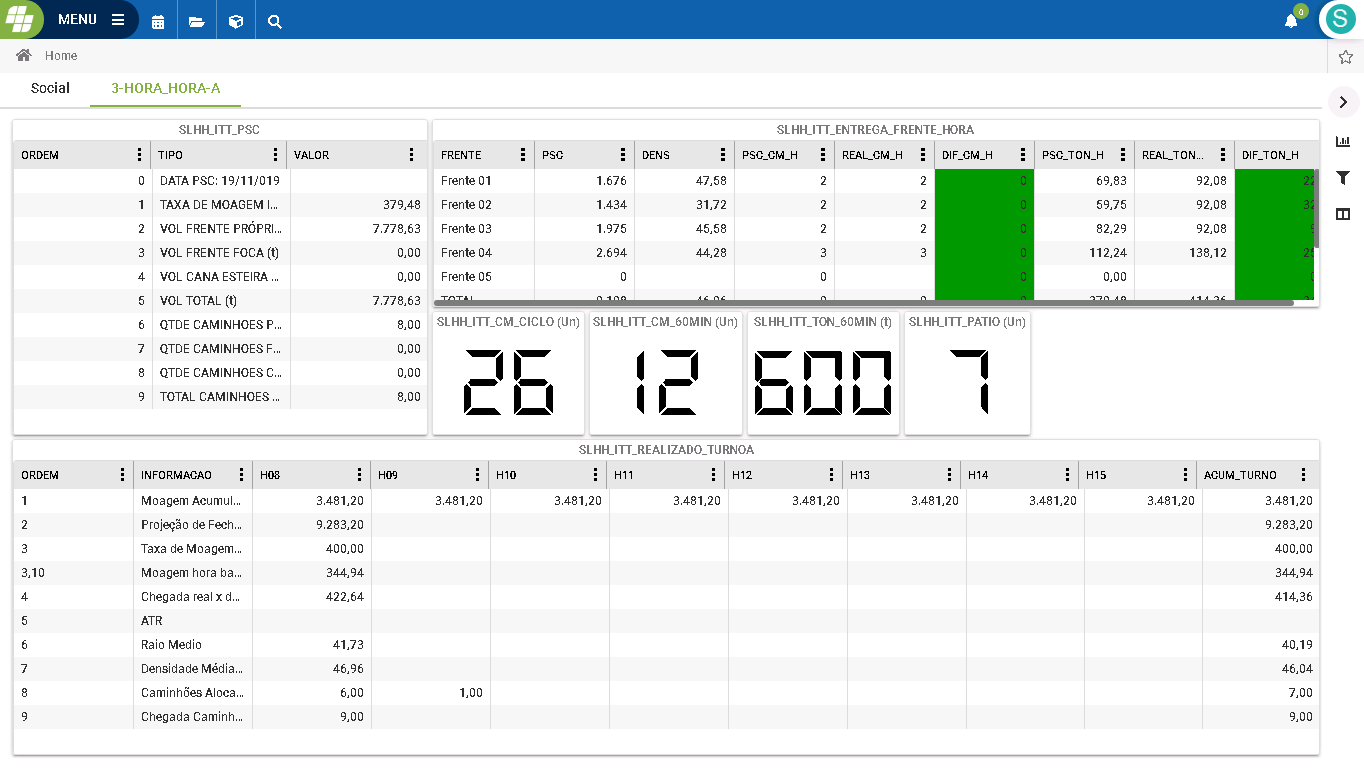 MENU
0
S
Home
Social 3-HORA_HORA-A
SLHH_ITT_PSC
ORDEM TIPO VALOR
0 DATA PSC: 19/11/019
1 TAXA DE MOAGEM I... 379,48
2 VOL FRENTE PRÓPRI... 7.778,63
3 VOL FRENTE FOCA (t) 0,00
4 VOL CANA ESTEIRA ... 0,00
5 VOL TOTAL (t) 7.778,63
6 QTDE CAMINHOES P... 8,00
7 QTDE CAMINHOES F... 0,00
8 QTDE CAMINHOES C... 0,00
9 TOTAL CAMINHOES ... 8,00
SLHH_ITT_ENTREGA_FRENTE_HORA
FRENTE PSC DENS PSC_CM_H REAL_CM_H DIF_CM_H PSC_TON_H REAL_TON... DIF_TON_H
Frente 01 1.676 47,58 2 2 0 69,83 92,08 22
Frente 02 1.434 31,72 2 2 0 59,75 92,08 32
Frente 03 1.975 45,58 2 2 0 82,29 92,08 9
Frente 04 2.694 44,28 3 3 0 112,24 138,12 25
Frente 05 0 0 0 0,00 0
TOTAL 46,96 0 379,48 414,36
SLHH_ITT_CM_CICLO (Un)
26
SLHH_ITT_CM_60MIN (Un)
12
SLHH_ITT_TON_60MIN (t)
600
SLHH_ITT_PATIO (Un)
7
SLHH_ITT_REALIZADO_TURNOA
ORDEM INFORMACAO H08 H09 H10 H11 H12 H13 H14 H15 ACUM_TURNO
1 Moagem Acumul... 3.481,20 3.481,20 3.481,20 3.481,20 3.481,20 3.481,20 3.481,20 3.481,20 3.481,20
2 Projeção de Fech... 9.283,20 9.283,20
3 Taxa de Moagem... 400,00 400,00
3,10 Moagem hora ba... 344,94 344,94
4 Chegada real x d... 422,64 414,36
5 ATR
6 Raio Medio 41,73 40,19
7 Densidade Média... 46,96 46,04
8 Caminhões Aloca... 6,00 1,00 7,00
9 Chegada Caminh... 9,00 9,00